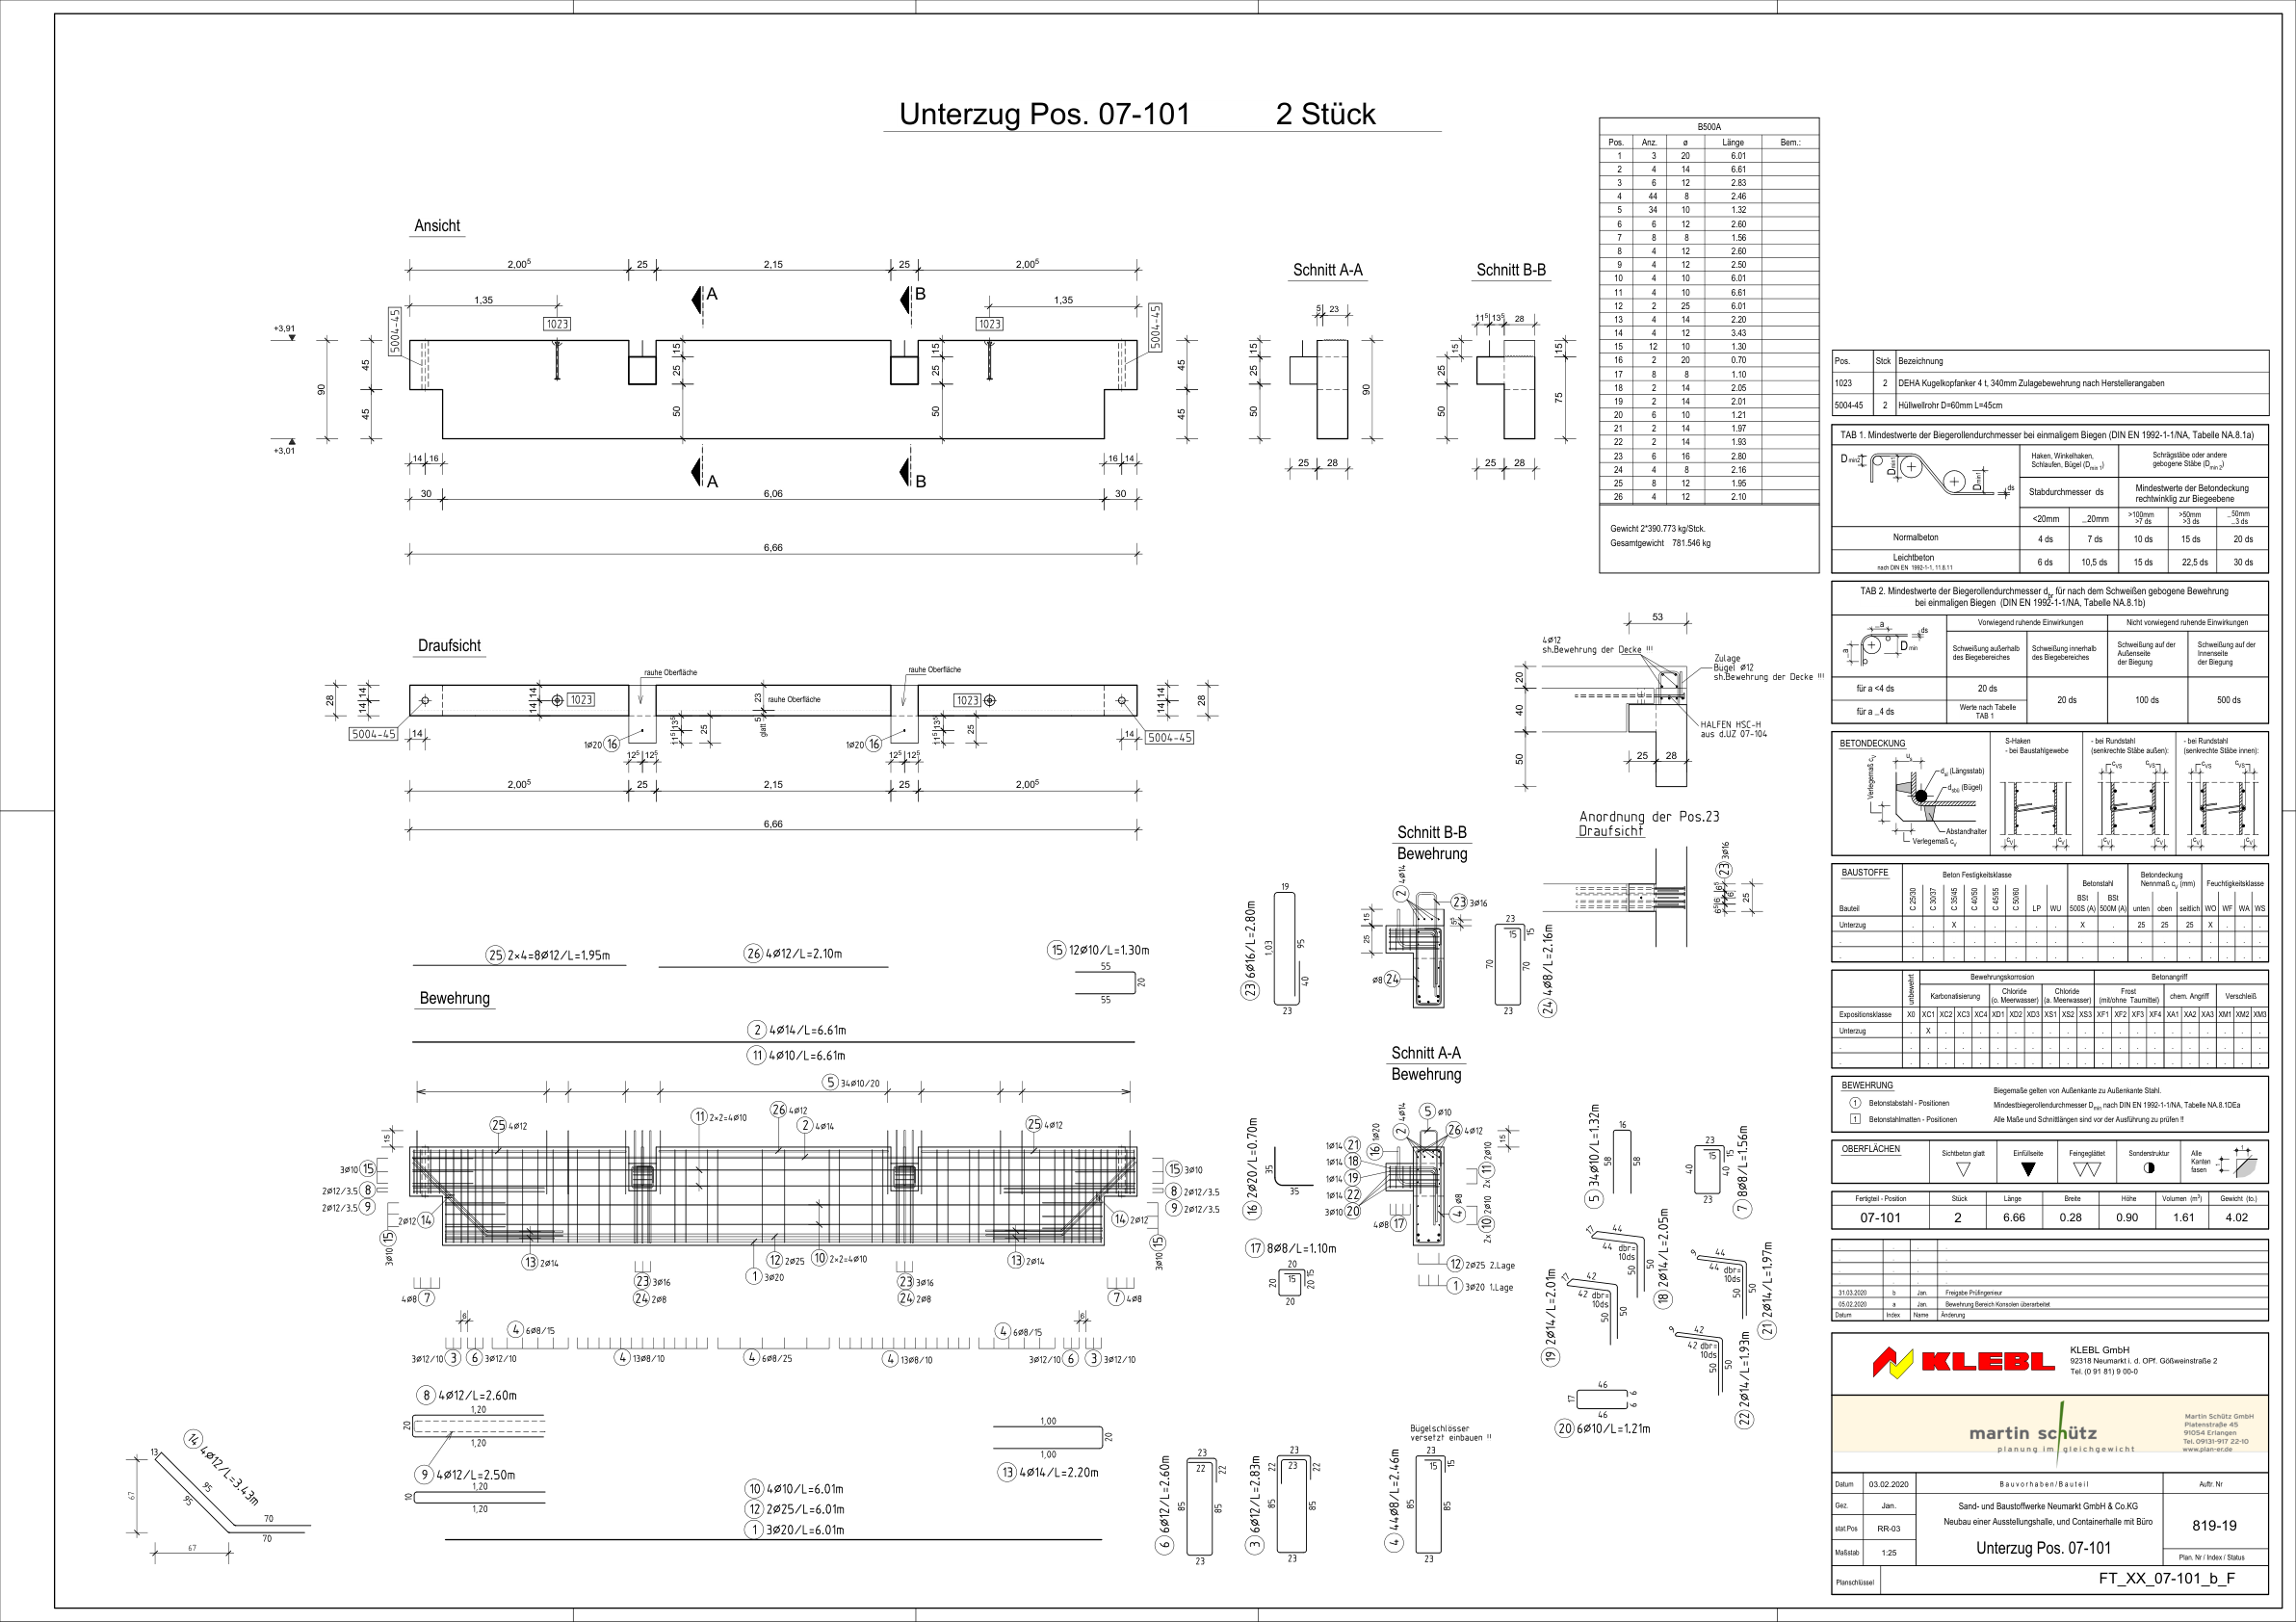 Unterzug Pos. 07-101 2 Stück
Ansicht
2,00⁵ 25 2,15 25 2,00⁵
1,35 1,35
A B
1023 1023
5004-45 5004-45
+3,91
+3,01
90 45 45
15 25 50
15 25 50
45 45
14 16 16 14
A B
30 6,06 30
6,66
Schnitt A-A
5 23
15 25 50 90
25 28
Schnitt B-B
11⁵ 13⁵ 28
15 25 50 15 75
25 28
Draufsicht
rauhe Oberfläche rauhe Oberfläche
28 14 14 14 14 1023 23 rauhe Oberfläche 1023 14 14 28
glatt 5
5004-45 14 1ø20 16 11⁵ 13⁵ 25 1ø20 16 11⁵ 13⁵ 25 14 5004-45
12⁵ 12⁵ 12⁵ 12⁵
2,00⁵ 25 2,15 25 2,00⁵
6,66
25 2×4=8ø12/L=1.95m
26 4ø12/L=2.10m
15 12ø10/L=1.30m
55 20 55
Bewehrung
2 4ø14/L=6.61m
11 4ø10/L=6.61m
5 34ø10/20
25 4ø12 11 2×2=4ø10 26 4ø12 2 4ø14 25 4ø12
15
3ø10 15 15 3ø10
2ø12/3.5 8 8 2ø12/3.5
2ø12/3.5 9 9 2ø12/3.5
2ø12 14 14 2ø12
3ø10 15 3ø10 15
13 2ø14 1 3ø20 12 2ø25 10 2×2=4ø10 13 2ø14
4ø8 7 23 3ø16 23 3ø16 7 4ø8
24 2ø8 24 2ø8
6 6
4 6ø8/15 4 6ø8/15
3ø12/10 3 6 3ø12/10 4 13ø8/10 4 6ø8/25 4 13ø8/10 3ø12/10 6 3 3ø12/10
8 4ø12/L=2.60m
1,20 20 1,20
9 4ø12/L=2.50m
1,20 10 1,20
1,00 20 1,00
13 4ø14/L=2.20m
14 4ø12/L=3.43m
13 95 95 70 70 67 67
10 4ø10/L=6.01m
12 2ø25/L=6.01m
1 3ø20/L=6.01m
6 6ø12/L=2.60m
23 22 22 85 85 23
3 6ø12/L=2.83m
23 22 23 22 85 85 23
Bügelschlösser
versetzt einbauen !!
4 44ø8/L=2.46m
23 15 15 85 85 23
Schnitt B-B
Bewehrung
23 6ø16/L=2.80m
19 1,03 95 40 23
2 4ø14
23 3ø16
15 25 5⁵
ø8 24
24 4ø8/L=2.16m
23 15 15 70 70 23
Schnitt A-A
Bewehrung
16 2ø20/L=0.70m
35 35
5 ø10
2 4ø14
16 1ø20
26 4ø12
15
1ø14 21
1ø14 18
1ø14 19
1ø14 22
3ø10 20
4ø8 17
2x 11 2ø10
4 ø8
2x 10 2ø10
12 2ø25 2.Lage
1 3ø20 1.Lage
17 8ø8/L=1.10m
20 15 15 20 20 20
5 34ø10/L=1.32m
16 58 58
7 8ø8/L=1.56m
23 15 15 40 40 23
18 2ø14/L=2.05m
17 44 44 dbr= 10ds 50 50
19 2ø14/L=2.01m
17 42 42 dbr= 10ds 50 50
21 2ø14/L=1.97m
9 44 44 dbr= 10ds 50 50
22 2ø14/L=1.93m
9 42 42 dbr= 10ds 50 50
46 17 6 6 46
20 6ø10/L=1.21m
53
4ø12
sh.Bewehrung der Decke !!!
Zulage
Bügel ø12
sh.Bewehrung der Decke !!!
HALFEN HSC-H
aus d.UZ 07-104
20 40 50
25 28
Anordnung der Pos.23
Draufsicht
23 3ø16
6⁵ 6 6 6⁵ 25
B500A
Pos. Anz. ø Länge Bem.:
1 3 20 6.01
2 4 14 6.61
3 6 12 2.83
4 44 8 2.46
5 34 10 1.32
6 6 12 2.60
7 8 8 1.56
8 4 12 2.60
9 4 12 2.50
10 4 10 6.01
11 4 10 6.61
12 2 25 6.01
13 4 14 2.20
14 4 12 3.43
15 12 10 1.30
16 2 20 0.70
17 8 8 1.10
18 2 14 2.05
19 2 14 2.01
20 6 10 1.21
21 2 14 1.97
22 2 14 1.93
23 6 16 2.80
24 4 8 2.16
25 8 12 1.95
26 4 12 2.10
Gewicht 2*390.773 kg/Stck.
Gesamtgewicht 781.546 kg
Pos. Stck Bezeichnung
1023 2 DEHA Kugelkopfanker 4 t, 340mm Zulagebewehrung nach Herstellerangaben
5004-45 2 Hüllwellrohr D=60mm L=45cm
TAB 1. Mindestwerte der Biegerollendurchmesser bei einmaligem Biegen (DIN EN 1992-1-1/NA, Tabelle NA.8.1a)
Haken, Winkelhaken, Schlaufen, Bügel (D min 1)
Schrägstäbe oder andere gebogene Stäbe (D min 2)
Stabdurchmesser ds
Mindestwerte der Betondeckung rechtwinklig zur Biegeebene
<20mm _20mm >100mm >7 ds >50mm >3 ds _50mm _3 ds
Normalbeton 4 ds 7 ds 10 ds 15 ds 20 ds
Leichtbeton 6 ds 10,5 ds 15 ds 22,5 ds 30 ds
nach DIN EN 1992-1-1, 11.8.11
TAB 2. Mindestwerte der Biegerollendurchmesser d br für nach dem Schweißen gebogene Bewehrung
bei einmaligen Biegen (DIN EN 1992-1-1/NA, Tabelle NA.8.1b)
Vorwiegend ruhende Einwirkungen Nicht vorwiegend ruhende Einwirkungen
Schweißung außerhalb des Biegebereiches
Schweißung innerhalb des Biegebereiches
Schweißung auf der Außenseite der Biegung
Schweißung auf der Innenseite der Biegung
für a <4 ds 20 ds 20 ds 100 ds 500 ds
für a _4 ds Werte nach Tabelle TAB 1
BETONDECKUNG
S-Haken
- bei Baustahlgewebe
- bei Rundstahl
(senkrechte Stäbe außen):
- bei Rundstahl
(senkrechte Stäbe innen):
Verlegemaß cv
(Längsstab)
(Bügel)
Abstandhalter
Verlegemaß cv
BAUSTOFFE
Beton Festigkeitsklasse Betonstahl Betondeckung Nennmaß cv (mm) Feuchtigkeitsklasse
Bauteil C 25/30 C 30/37 C 35/45 C 40/50 C 45/55 C 50/60 LP WU BSt 500S (A) BSt 500M (A) unten oben seitlich WO WF WA WS
Unterzug X X 25 25 25 X
unbewehrt Bewehrungskorrosion Betonangriff
Karbonatisierung Chloride (o. Meerwasser) Chloride (a. Meerwasser) Frost (mit/ohne Taumittel) chem. Angriff Verschleiß
Expositionsklasse X0 XC1 XC2 XC3 XC4 XD1 XD2 XD3 XS1 XS2 XS3 XF1 XF2 XF3 XF4 XA1 XA2 XA3 XM1 XM2 XM3
Unterzug X
BEWEHRUNG
1 Betonstabstahl - Positionen
1 Betonstahlmatten - Positionen
Biegemaße gelten von Außenkante zu Außenkante Stahl.
Mindestbiegerollendurchmesser D min nach DIN EN 1992-1-1/NA, Tabelle NA.8.1DEa
Alle Maße und Schnittlängen sind vor der Ausführung zu prüfen !!
OBERFLÄCHEN
Sichtbeton glatt Einfüllseite Feingeglättet Sonderstruktur Alle Kanten fasen
Fertigteil - Position Stück Länge Breite Höhe Volumen (m³) Gewicht (to.)
07-101 2 6.66 0.28 0.90 1.61 4.02
31.03.2020 b Jan. Freigabe Prüfingenieur
05.02.2020 a Jan. Bewehrung Bereich Konsolen überarbeitet
Datum Index Name Änderung
KLEBL
KLEBL GmbH
92318 Neumarkt i. d. OPf. Gößweinstraße 2
Tel. (0 91 81) 9 00-0
martin schütz
planung im gleichgewicht
Martin Schütz GmbH
Platenstraße 45
91054 Erlangen
Tel. 09131-917 22-10
www.plan-er.de
Datum 03.02.2020 Bauvorhaben/Bauteil Auftr. Nr
Gez. Jan. Sand- und Baustoffwerke Neumarkt GmbH & Co.KG
Neubau einer Ausstellungshalle, und Containerhalle mit Büro
stat.Pos RR-03 819-19
Maßstab 1:25 Unterzug Pos. 07-101
Plan. Nr / Index / Status
Planschlüssel FT_XX_07-101_b_F